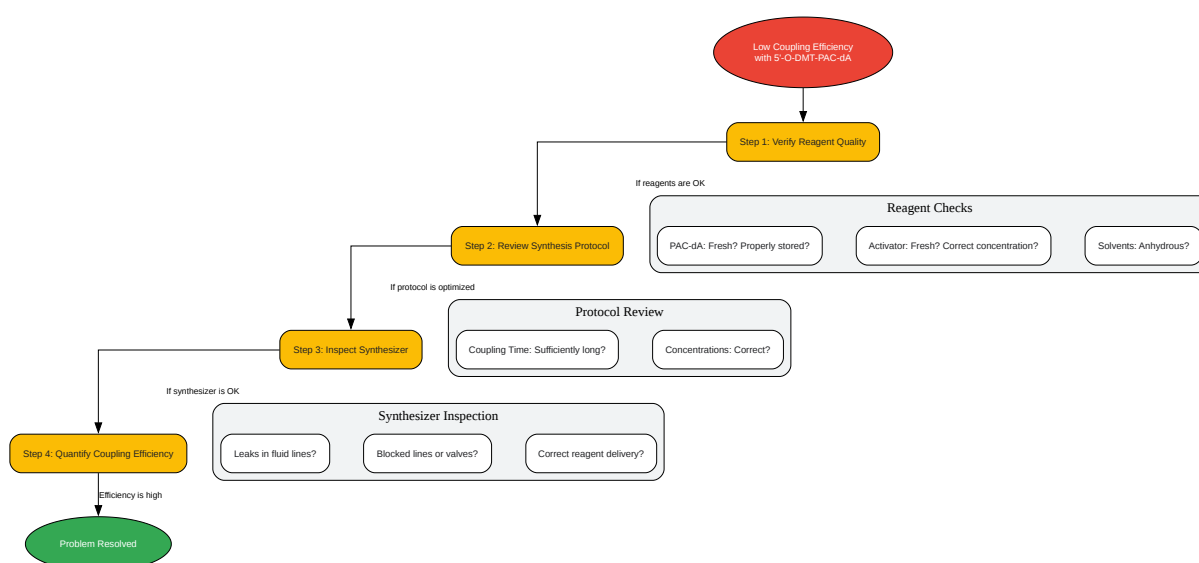 Low Coupling Efficiency
with 5'-O-DMT-PAC-dA
Step 1: Verify Reagent Quality
If reagents are OK
Reagent Checks
Step 2: Review Synthesis Protocol
PAC-dA: Fresh? Properly stored?
Activator: Fresh? Correct concentration?
Solvents: Anhydrous?
If protocol is optimized
Protocol Review
Step 3: Inspect Synthesizer
Coupling Time: Sufficiently long?
Concentrations: Correct?
If synthesizer is OK
Synthesizer Inspection
Step 4: Quantify Coupling Efficiency
Leaks in fluid lines?
Blocked lines or valves?
Correct reagent delivery?
Efficiency is high
Problem Resolved